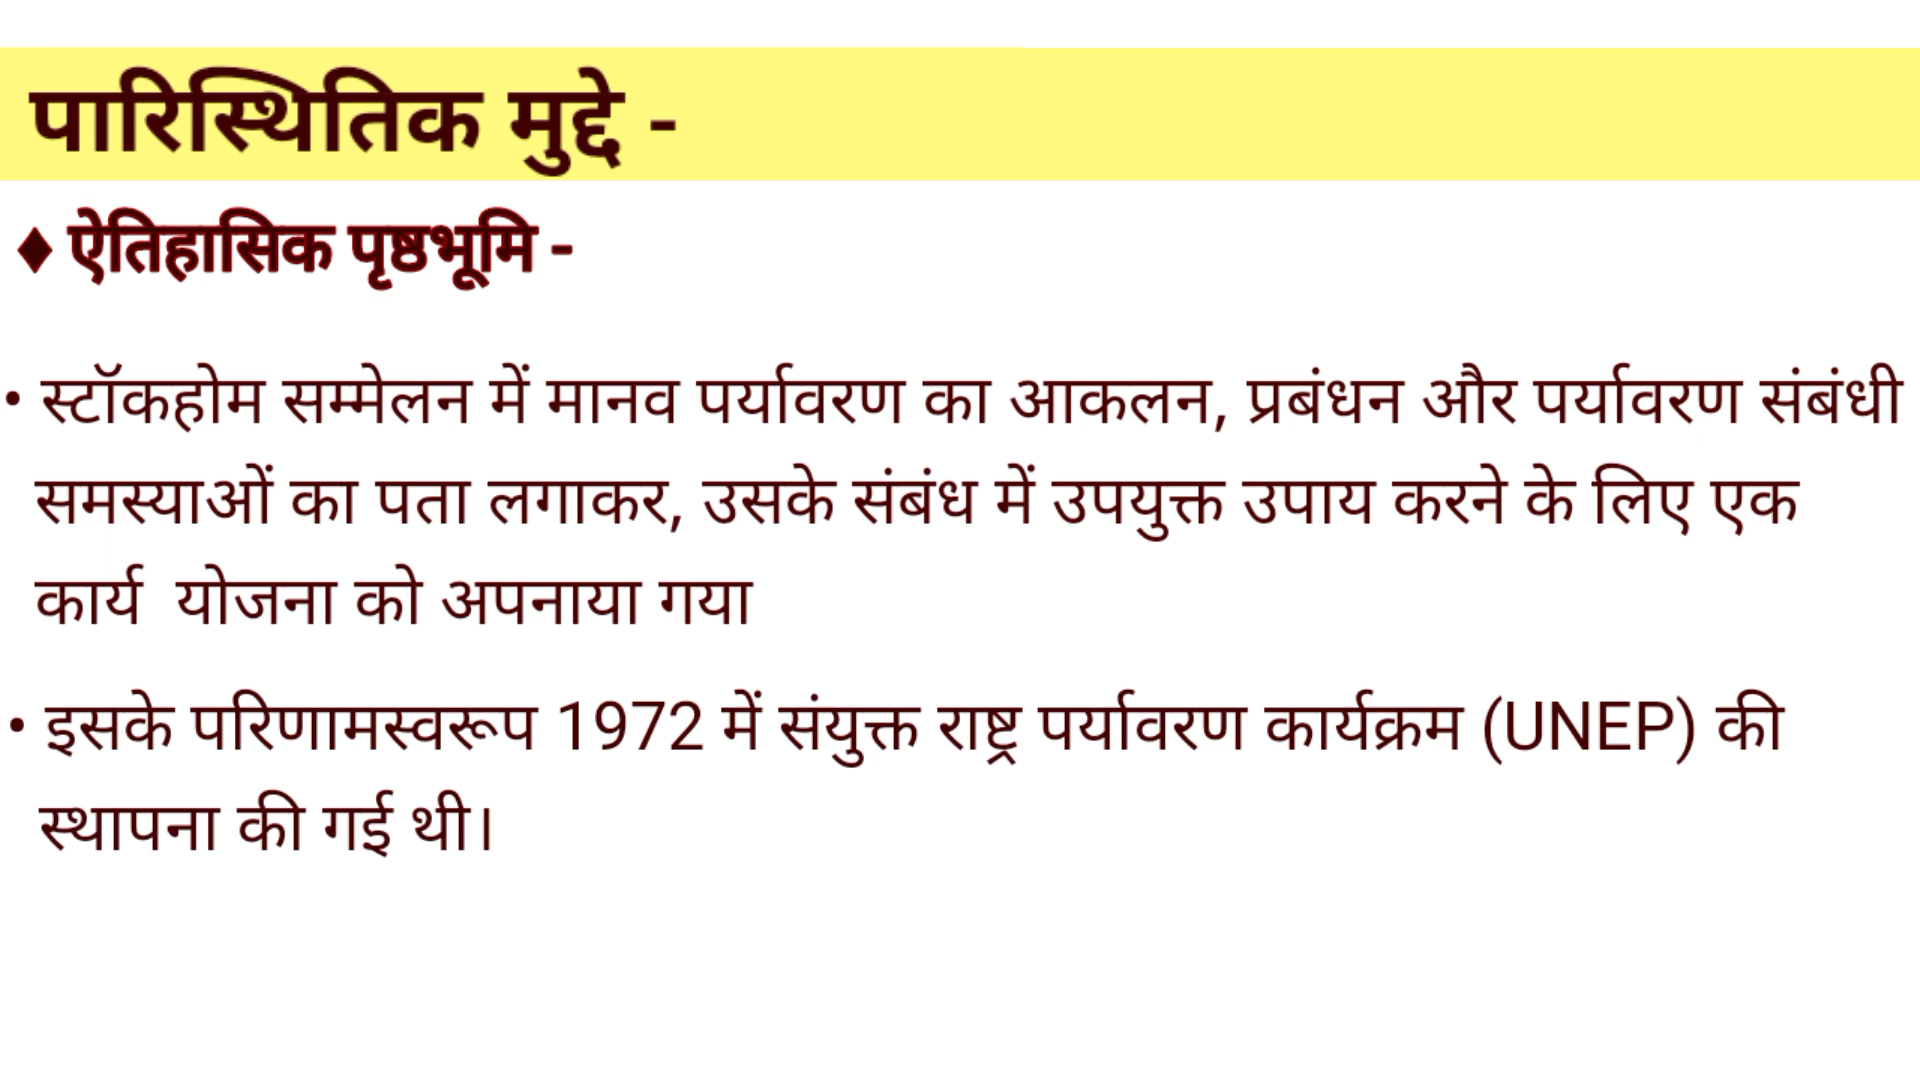 पारिस्थितिक मुद्दे -
♦ ऐतिहासिक पृष्ठभूमि -
• स्टॉकहोम सम्मेलन में मानव पर्यावरण का आकलन, प्रबंधन और पर्यावरण संबंधी
समस्याओं का पता लगाकर, उसके संबंध में उपयुक्त उपाय करने के लिए एक
कार्य  योजना को अपनाया गया
• इसके परिणामस्वरूप 1972 में संयुक्त राष्ट्र पर्यावरण कार्यक्रम (UNEP) की
स्थापना की गई थी।